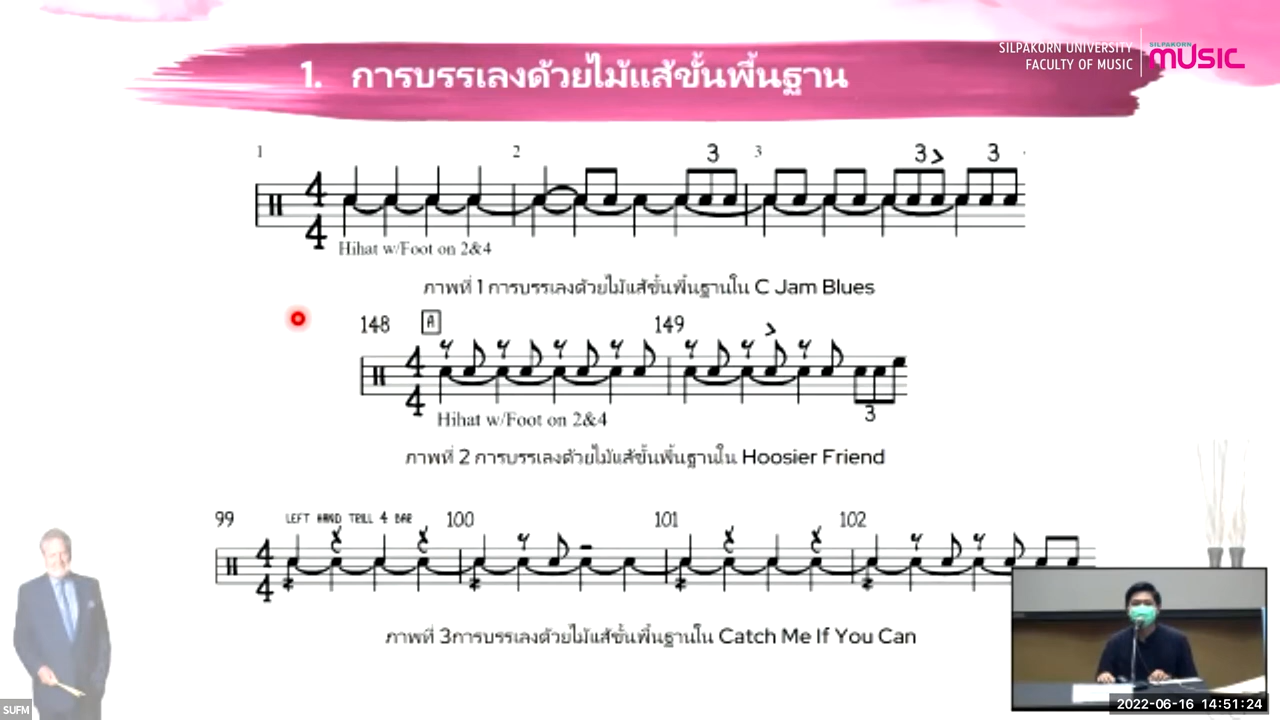 SILPAKORN UNIVERSITY
FACULTY OF MUSIC
SILPAKORN
MUSIC
1. การบรรเลงด้วยไม้แส้ขั้นพื้นฐาน
1 2 3 3 3 3
4
4
Hihat w/Foot on 2&4
ภาพที่ 1 การบรรเลงด้วยไม้แส้ขั้นพื้นฐานใน C Jam Blues
148 A 149
4
4
3
Hihat w/Foot on 2&4
ภาพที่ 2 การบรรเลงด้วยไม้แส้ขั้นพื้นฐานใน Hoosier Friend
99 LEFT HAND TRILL 4 BAR 100 101 102
4
4
ภาพที่ 3การบรรเลงด้วยไม้แส้ขั้นพื้นฐานใน Catch Me If You Can
SUFM
2022-06-16 14:51:24